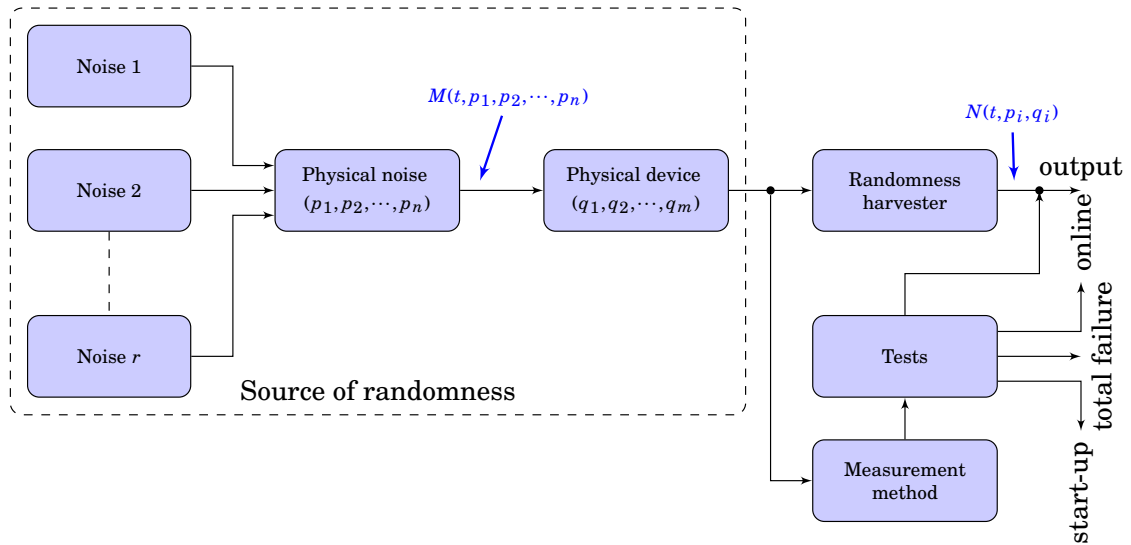 Noise 1
M(t,p₁,p₂,⋯,pₙ)
N(t,pᵢ,qᵢ)
Noise 2
Physical noise
(p₁,p₂,⋯,pₙ)
Physical device
(q₁,q₂,⋯,qₘ)
Randomness
harvester
output
online
Noise r
Tests
total failure
Source of randomness
Measurement
method
start-up